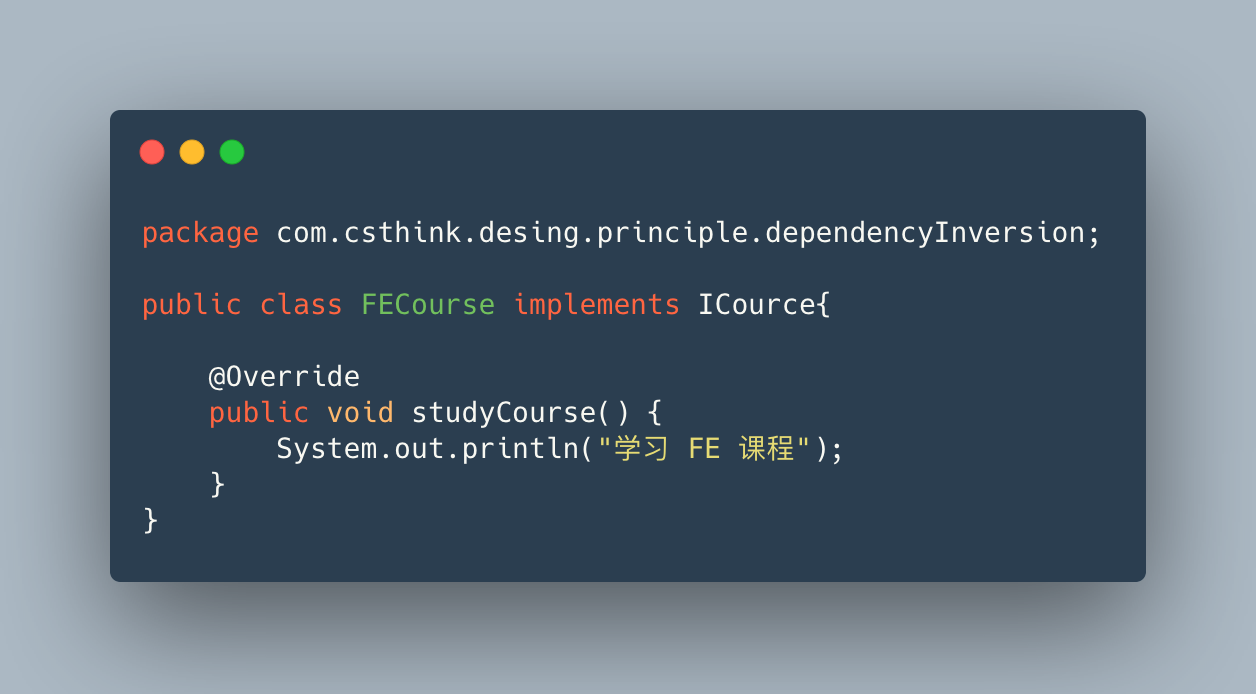 package com.csthink.desing.principle.dependencyInversion;
public class FECourse implements ICource{
@Override
public void studyCourse() {
System.out.println("学习 FE 课程");
}
}